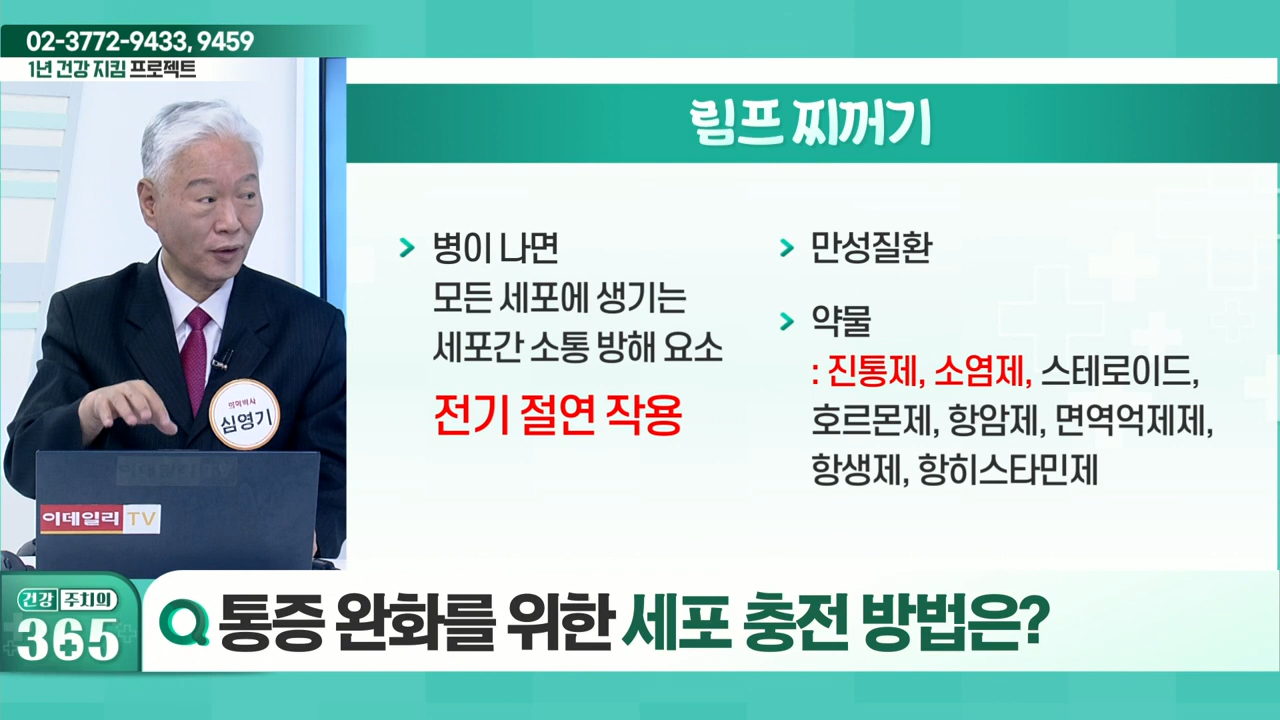 02-3772-9433, 9459
1년 건강 지킴 프로젝트
림프 찌꺼기
병이 나면
모든 세포에 생기는
세포간 소통 방해 요소
전기 절연 작용
만성질환
약물
: 진통제, 소염제, 스테로이드,
호르몬제, 항암제, 면역억제제,
항생제, 항히스타민제
의학박사
심영기
이데일리 TV
건강 주치의
365
Q 통증 완화를 위한 세포 충전 방법은?